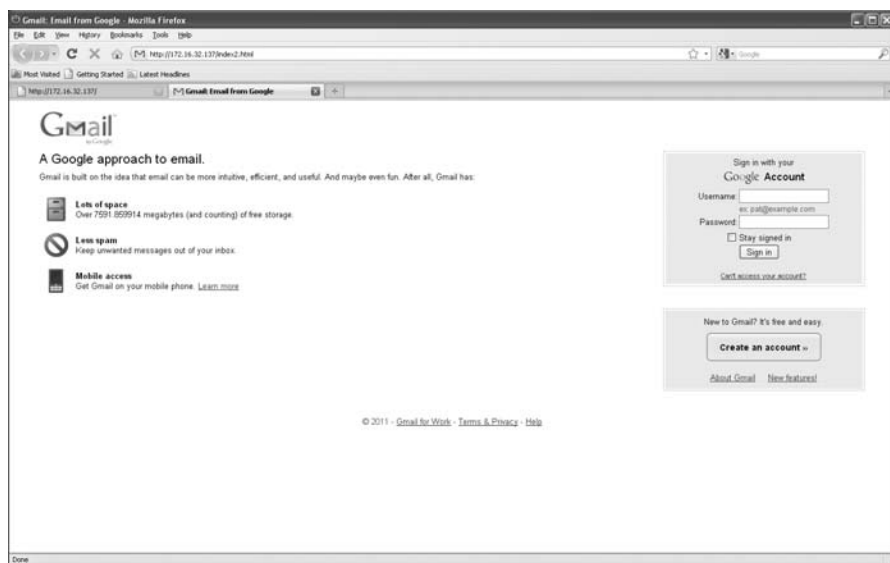 Gmail: Email from Google - Mozilla Firefox
File Edit View History Bookmarks Tools Help
http://172.16.32.137/index2.html
Google
Most Visited Getting Started Latest Headlines
http://172.16.32.137/ Gmail: Email from Google
Gmail
by Google
A Google approach to email.
Gmail is built on the idea that email can be more intuitive, efficient, and useful. And maybe even fun. After all, Gmail has:
Lots of space
Over 7591.859914 megabytes (and counting) of free storage.
Less spam
Keep unwanted messages out of your inbox.
Mobile access
Get Gmail on your mobile phone. Learn more
Sign in with your
Google Account
Username:
ex: pat@example.com
Password:
Stay signed in
Sign in
Can't access your account?
New to Gmail? It's free and easy.
Create an account »
About Gmail New features!
© 2011 - Gmail for Work - Terms & Privacy - Help
Done